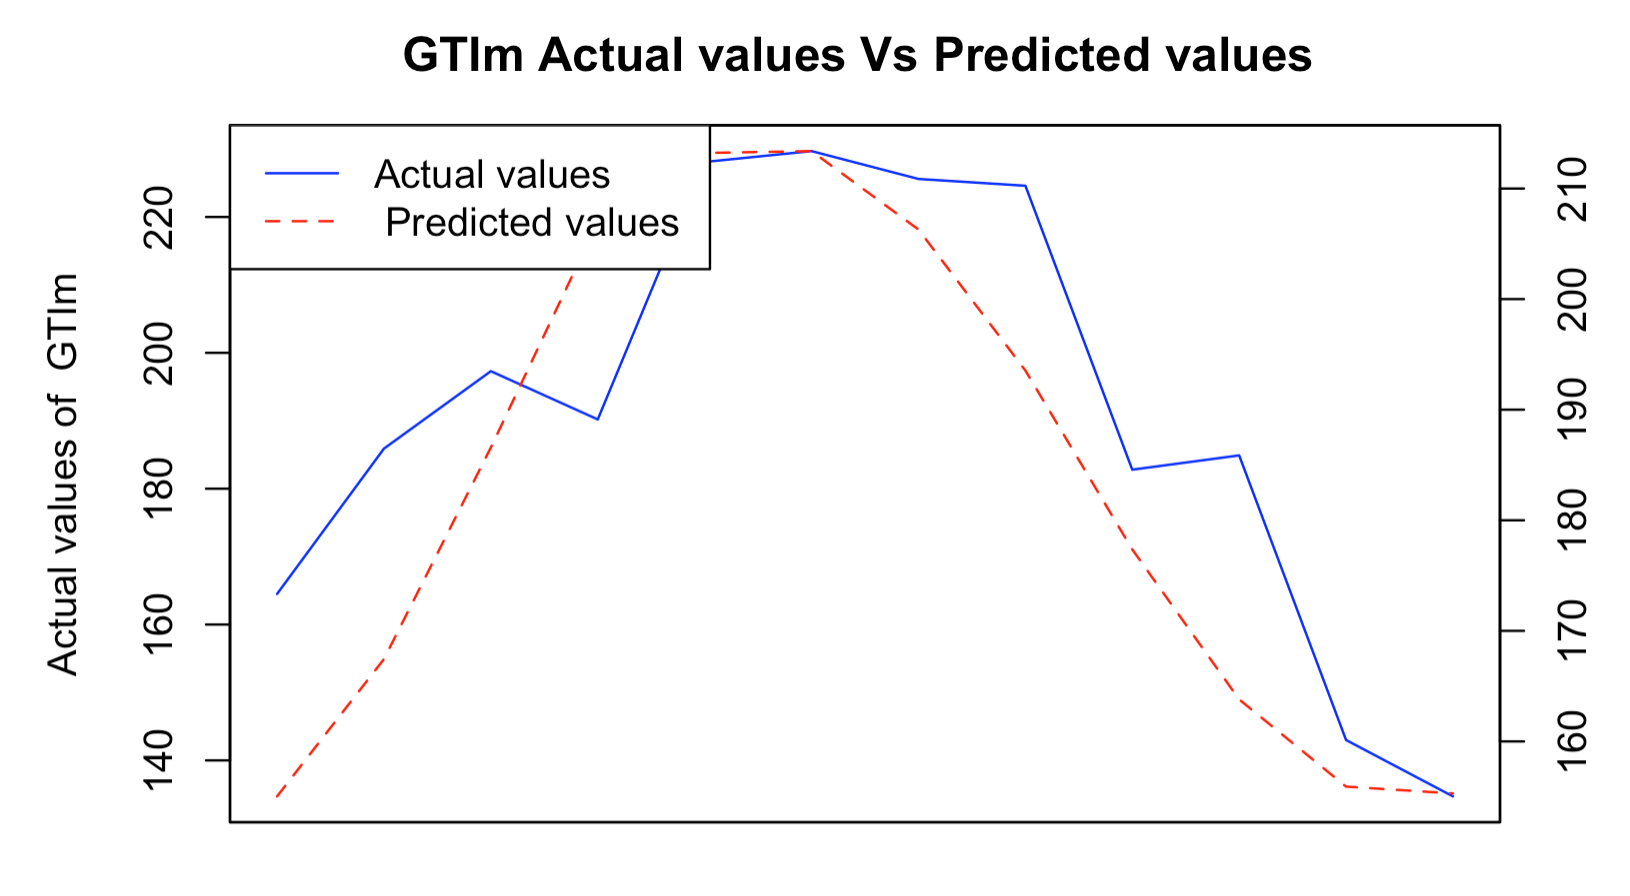 GTIm Actual values Vs Predicted values
Actual values
Predicted values
Actual values of GTIm
220
200
180
160
140
210
200
190
180
170
160